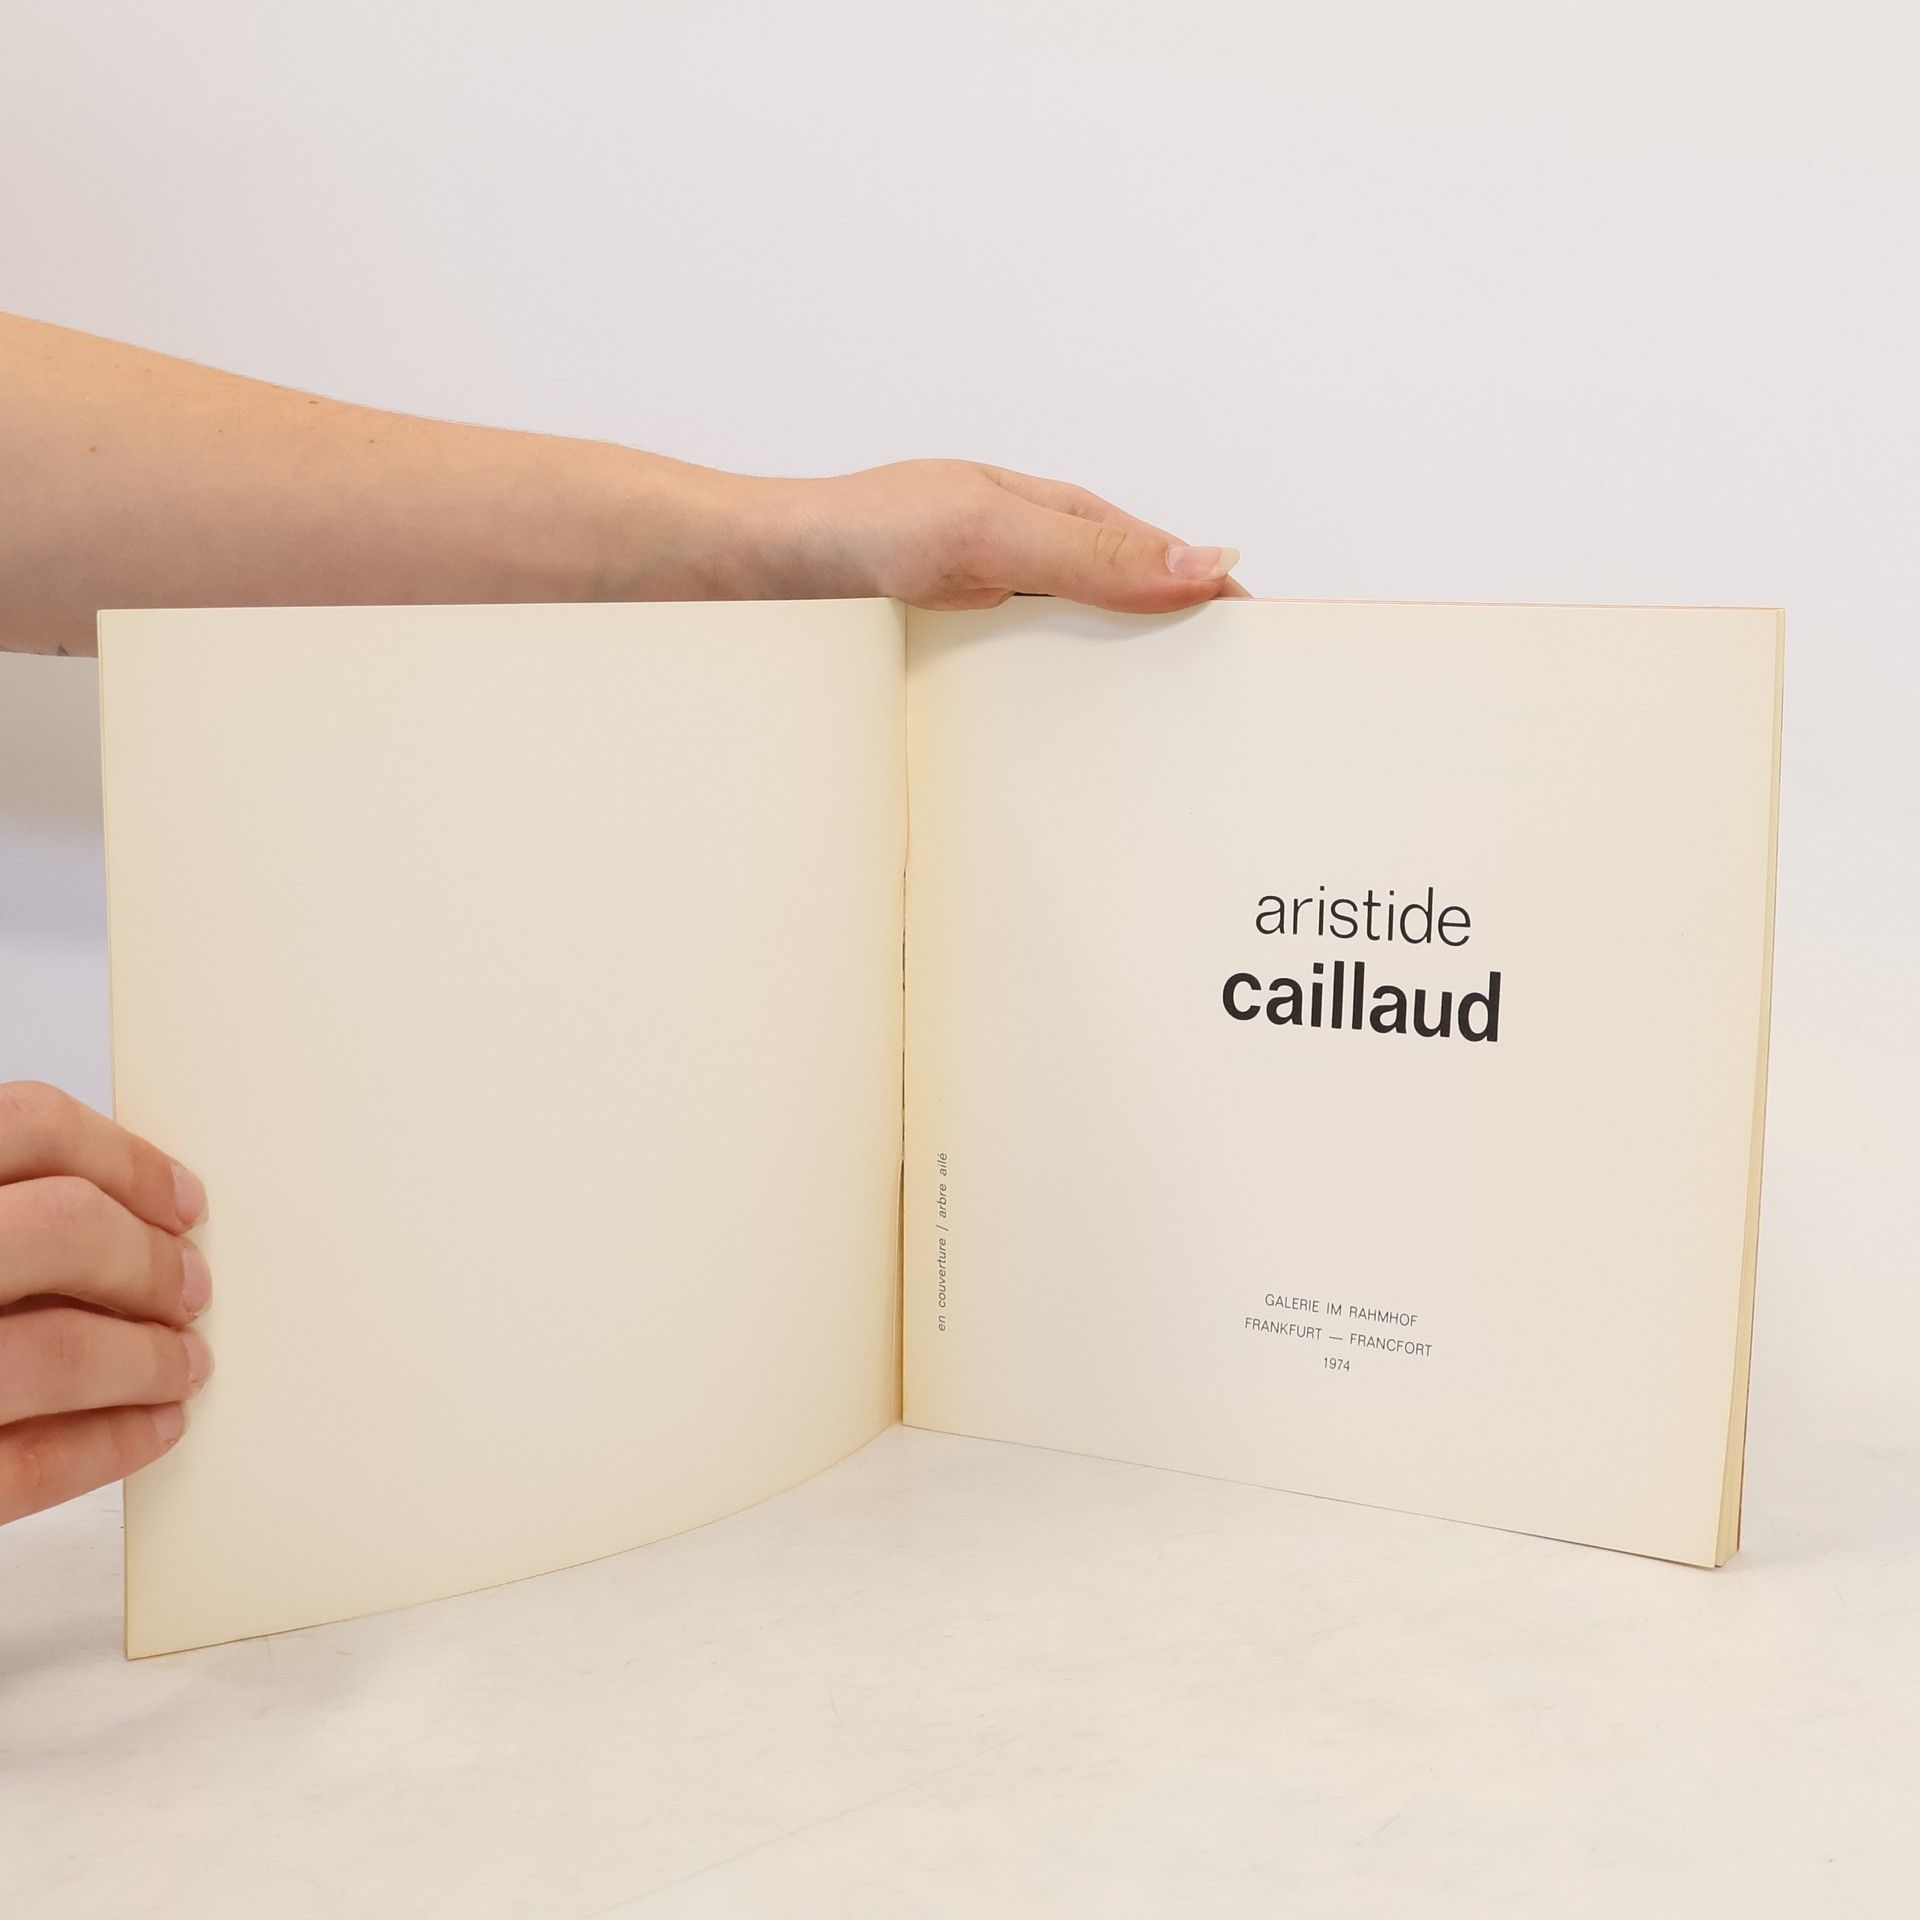 aristide
caillaud
en couverture / arbre ailé
GALERIE IM RAHMHOF
FRANKFURT — FRANCFORT
1974